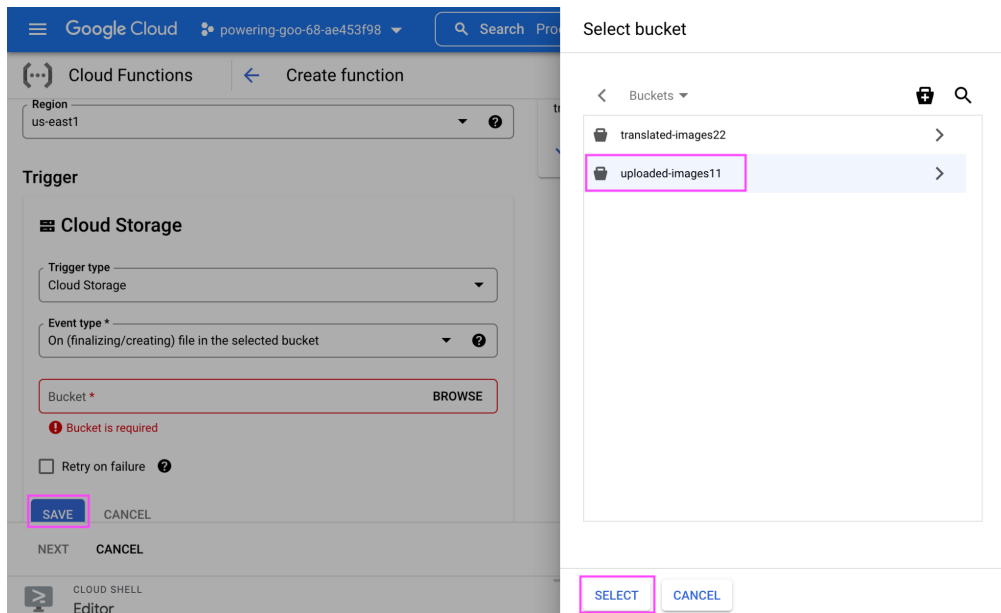 Google Cloud
powering-goo-68-ae453f98
Search
Cloud Functions
Create function
Region
us-east1
Trigger
Cloud Storage
Trigger type
Cloud Storage
Event type *
On (finalizing/creating) file in the selected bucket
Bucket *
BROWSE
Bucket is required
Retry on failure
SAVE
CANCEL
NEXT
CANCEL
CLOUD SHELL
Editor
Select bucket
Buckets
translated-images22
uploaded-images11
SELECT
CANCEL